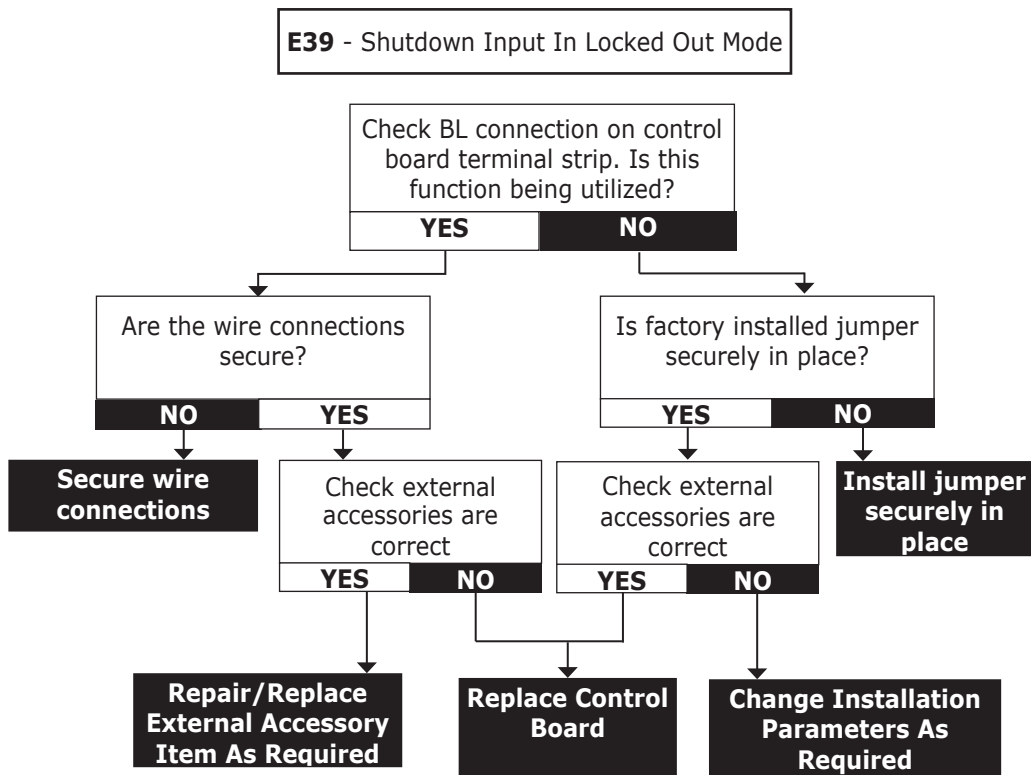 E39 - Shutdown Input In Locked Out Mode
Check BL connection on control
board terminal strip. Is this
function being utilized?
YES
NO
Are the wire connections
secure?
NO
YES
Is factory installed jumper
securely in place?
YES
NO
Secure wire
connections
Check external
accessories are
correct
YES
NO
Check external
accessories are
correct
YES
NO
Install jumper
securely in
place
Repair/Replace
External Accessory
Item As Required
Replace Control
Board
Change Installation
Parameters As
Required